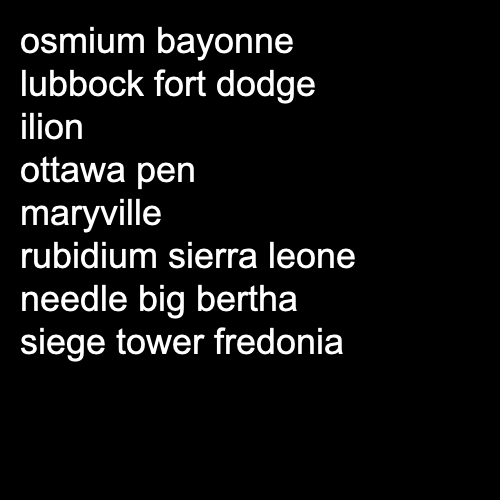 osmium bayonne
lubbock fort dodge
ilion
ottawa pen
maryville
rubidium sierra leone
needle big bertha
siege tower fredonia